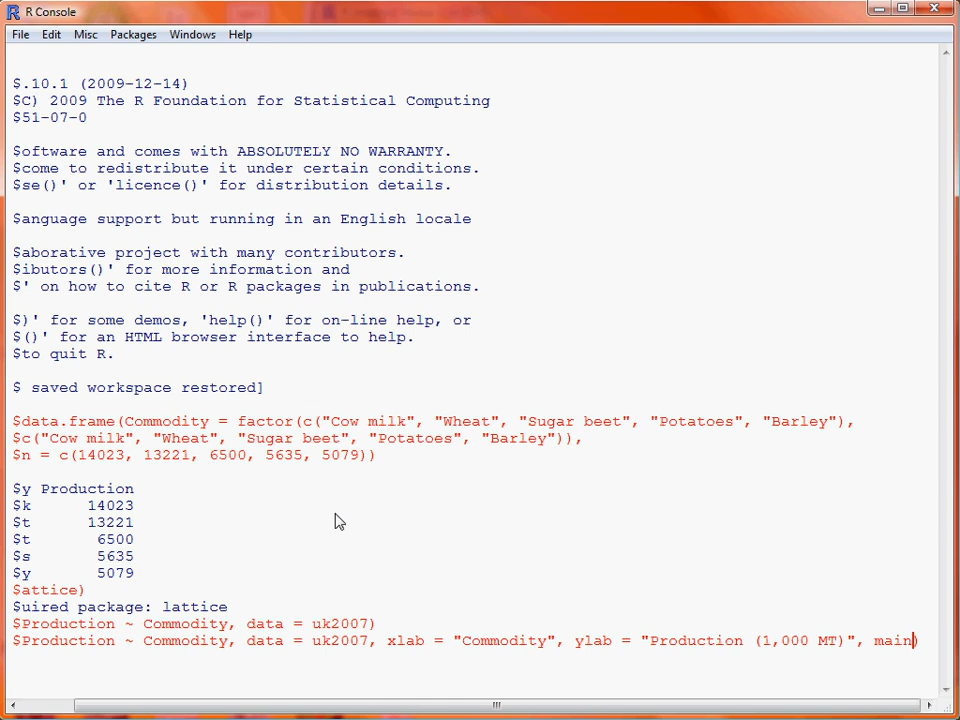 R Console
File Edit Misc Packages Windows Help
$.10.1 (2009-12-14)
$C) 2009 The R Foundation for Statistical Computing
$51-07-0
$oftware and comes with ABSOLUTELY NO WARRANTY.
$come to redistribute it under certain conditions.
$se()' or 'licence()' for distribution details.
$anguage support but running in an English locale
$aborative project with many contributors.
$ibutors()' for more information and
$' on how to cite R or R packages in publications.
$)' for some demos, 'help()' for on-line help, or
$()' for an HTML browser interface to help.
$to quit R.
$ saved workspace restored]
$data.frame(Commodity = factor(c("Cow milk", "Wheat", "Sugar beet", "Potatoes", "Barley"),
$c("Cow milk", "Wheat", "Sugar beet", "Potatoes", "Barley")),
$n = c(14023, 13221, 6500, 5635, 5079))
$y Production
$k 14023
$t 13221
$t 6500
$s 5635
$y 5079
$attice)
$uired package: lattice
$Production ~ Commodity, data = uk2007)
$Production ~ Commodity, data = uk2007, xlab = "Commodity", ylab = "Production (1,000 MT)", main)